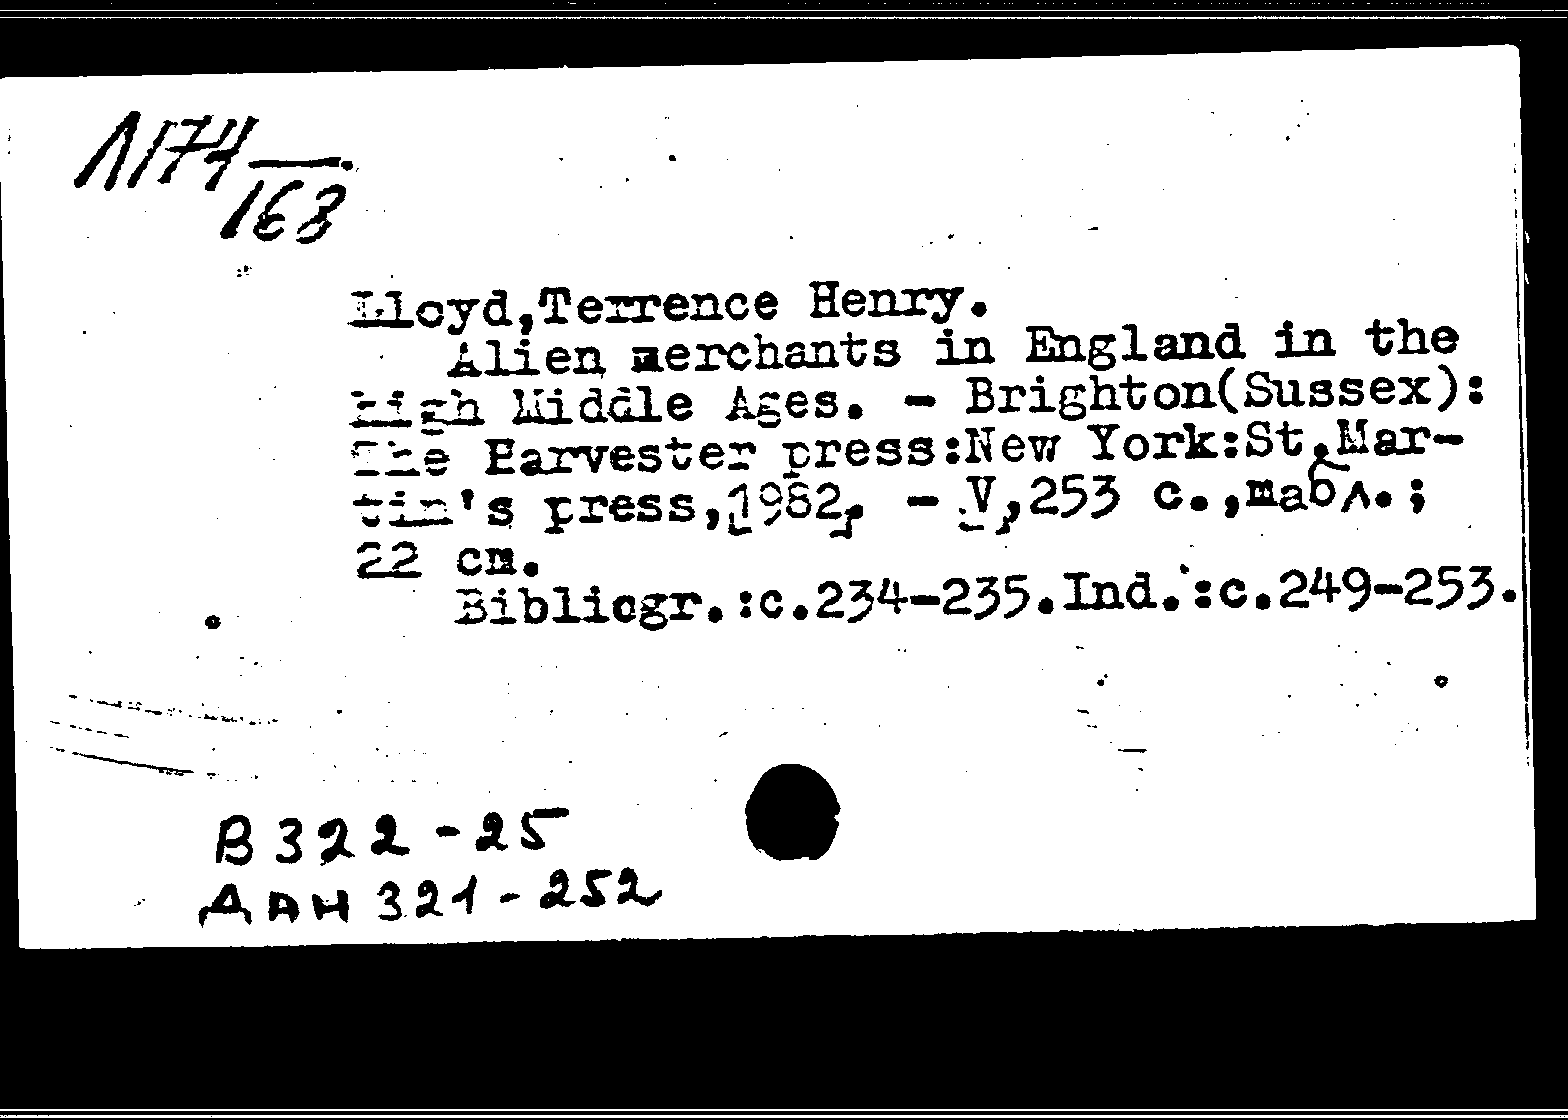 Л174
163
Lloyd,Terrence Henry.
Alien merchants in England in the
high Middle Ages. - Brighton(Sussex):
The Harvester press:New York:St.Mar-
tin's press,1982. - V,253 c.,табл.;
22 cm.
Bibliogr.:c.234-235.Ind.:c.249-253.
В 322-25
ДАН 321-252